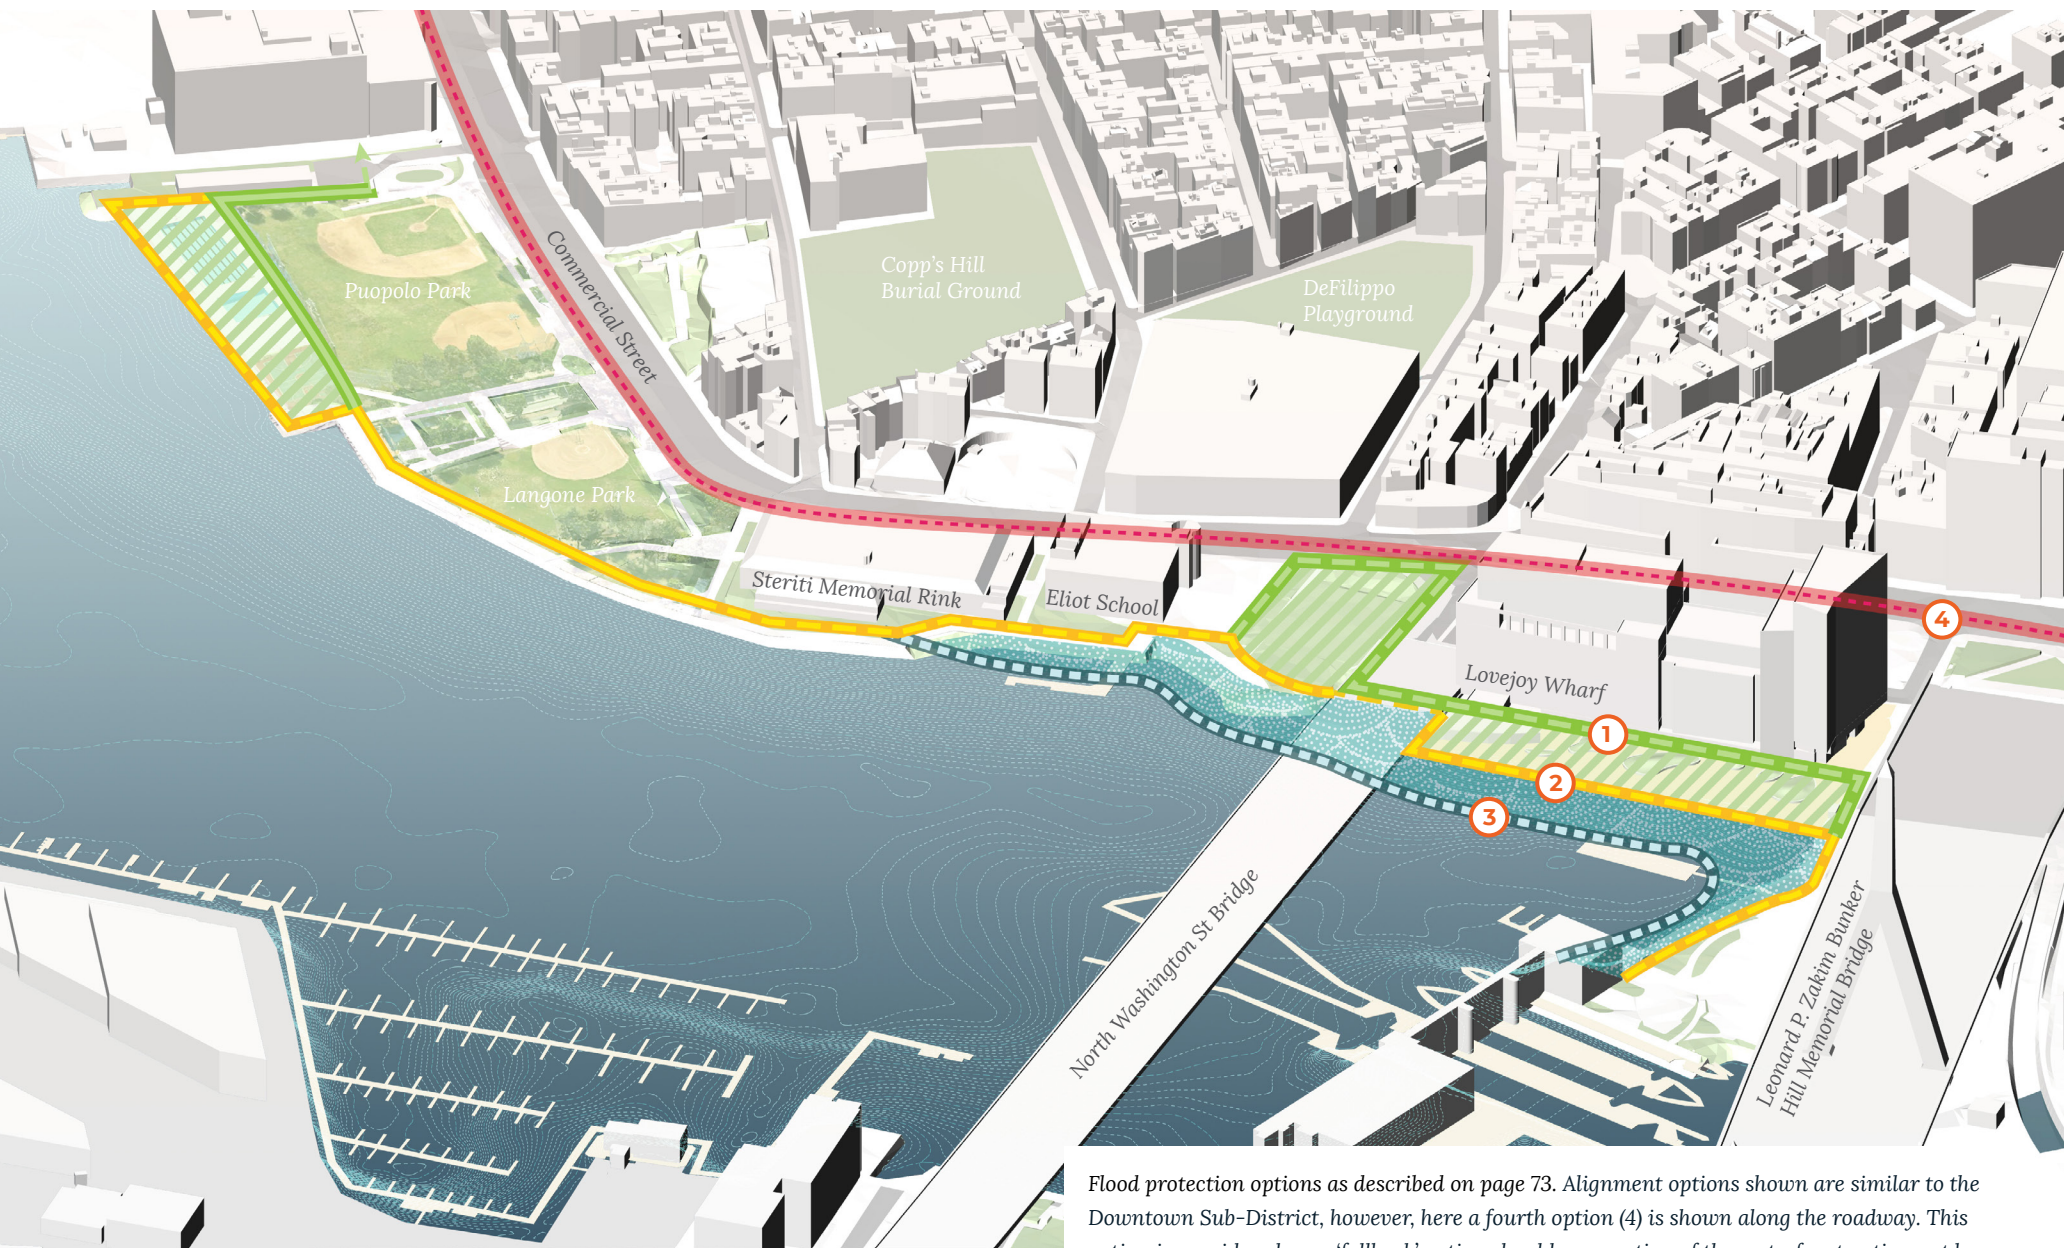 Commercial Street
Puopolo Park
Copp's Hill
Burial Ground
DeFilippo
Playground
Langone Park
Steriti Memorial Rink
Eliot School
Lovejoy Wharf
4
1
2
3
North Washington St Bridge
Leonard P. Zakim Bunker
Hill Memorial Bridge
Flood protection options as described on page 73. Alignment options shown are similar to the
Downtown Sub-District, however, here a fourth option (4) is shown along the roadway. This